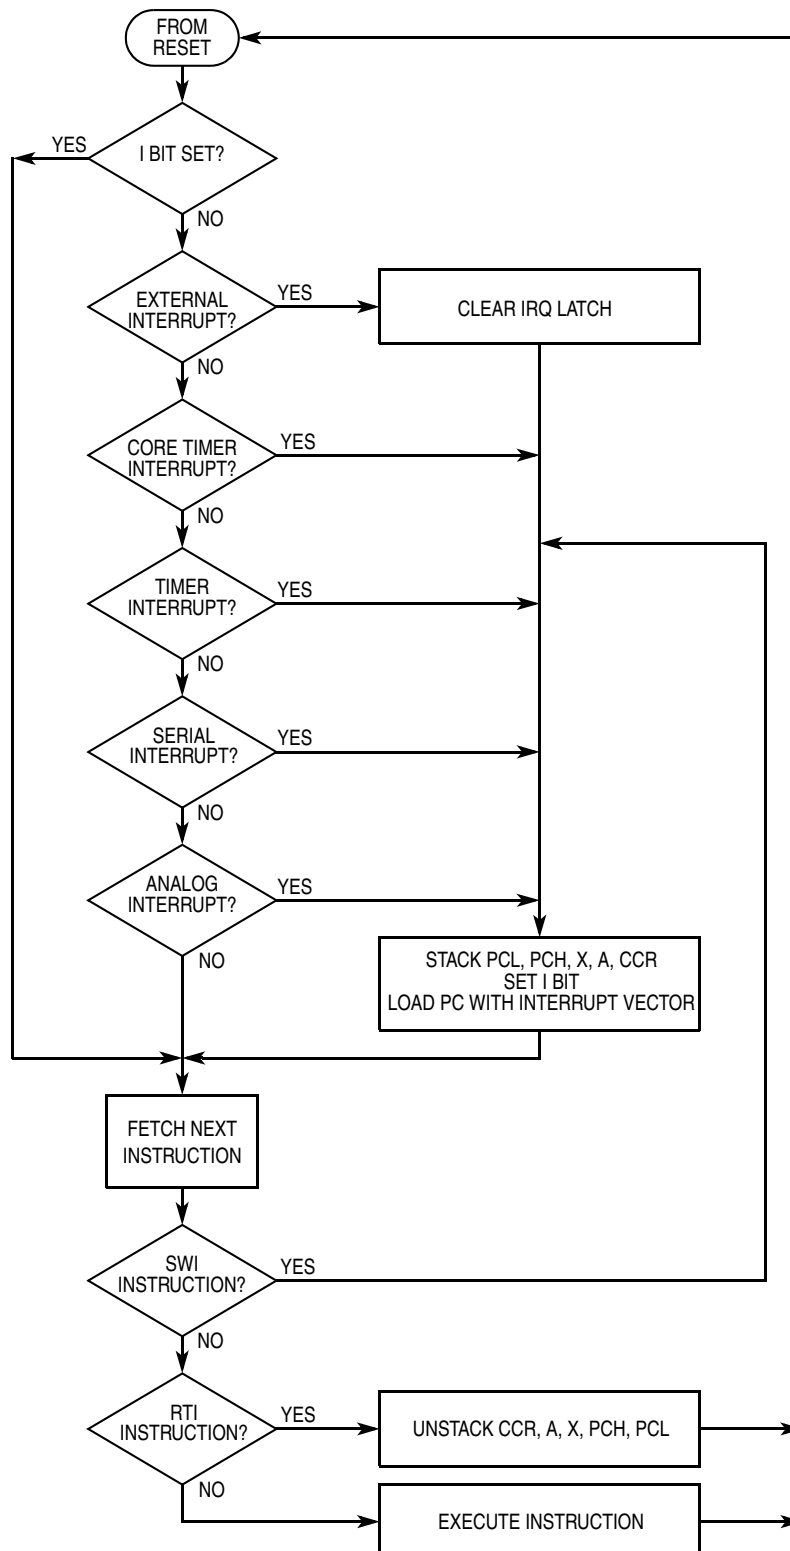 FROM
RESET
YES
I BIT SET?
NO
EXTERNAL
INTERRUPT?
YES
CLEAR IRQ LATCH
NO
CORE TIMER
INTERRUPT?
YES
NO
TIMER
INTERRUPT?
YES
NO
SERIAL
INTERRUPT?
YES
NO
ANALOG
INTERRUPT?
YES
NO
STACK PCL, PCH, X, A, CCR
SET I BIT
LOAD PC WITH INTERRUPT VECTOR
FETCH NEXT
INSTRUCTION
SWI
INSTRUCTION?
YES
NO
RTI
INSTRUCTION?
YES
UNSTACK CCR, A, X, PCH, PCL
NO
EXECUTE INSTRUCTION